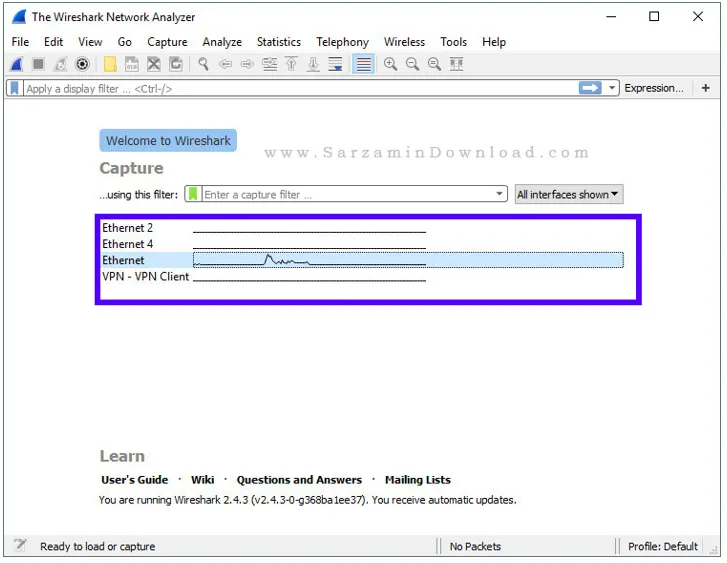 The Wireshark Network Analyzer
File Edit View Go Capture Analyze Statistics Telephony Wireless Tools Help
Apply a display filter ... <Ctrl-/> Expression... +
Welcome to Wireshark
www.SarzaminDownload.com
Capture
...using this filter: Enter a capture filter ... All interfaces shown
Ethernet 2
Ethernet 4
Ethernet
VPN - VPN Client
Learn
User's Guide · Wiki · Questions and Answers · Mailing Lists
You are running Wireshark 2.4.3 (v2.4.3-0-g368ba1ee37). You receive automatic updates.
Ready to load or capture No Packets Profile: Default